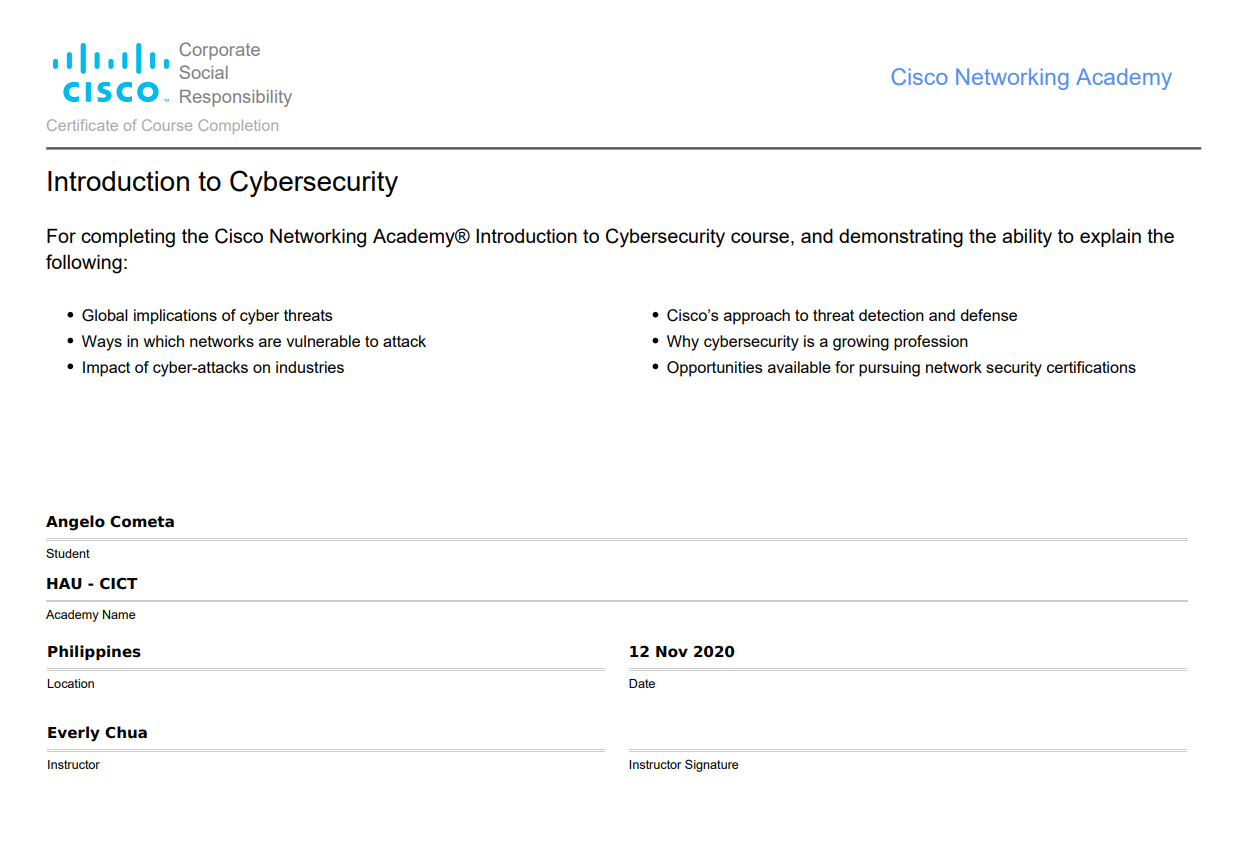 Corporate
Social
Responsibility
CISCO™
Cisco Networking Academy
Certificate of Course Completion
Introduction to Cybersecurity
For completing the Cisco Networking Academy® Introduction to Cybersecurity course, and demonstrating the ability to explain the
following:
• Global implications of cyber threats
• Ways in which networks are vulnerable to attack
• Impact of cyber-attacks on industries
• Cisco’s approach to threat detection and defense
• Why cybersecurity is a growing profession
• Opportunities available for pursuing network security certifications
Angelo Cometa
Student
HAU - CICT
Academy Name
Philippines
Location
12 Nov 2020
Date
Everly Chua
Instructor
Instructor Signature